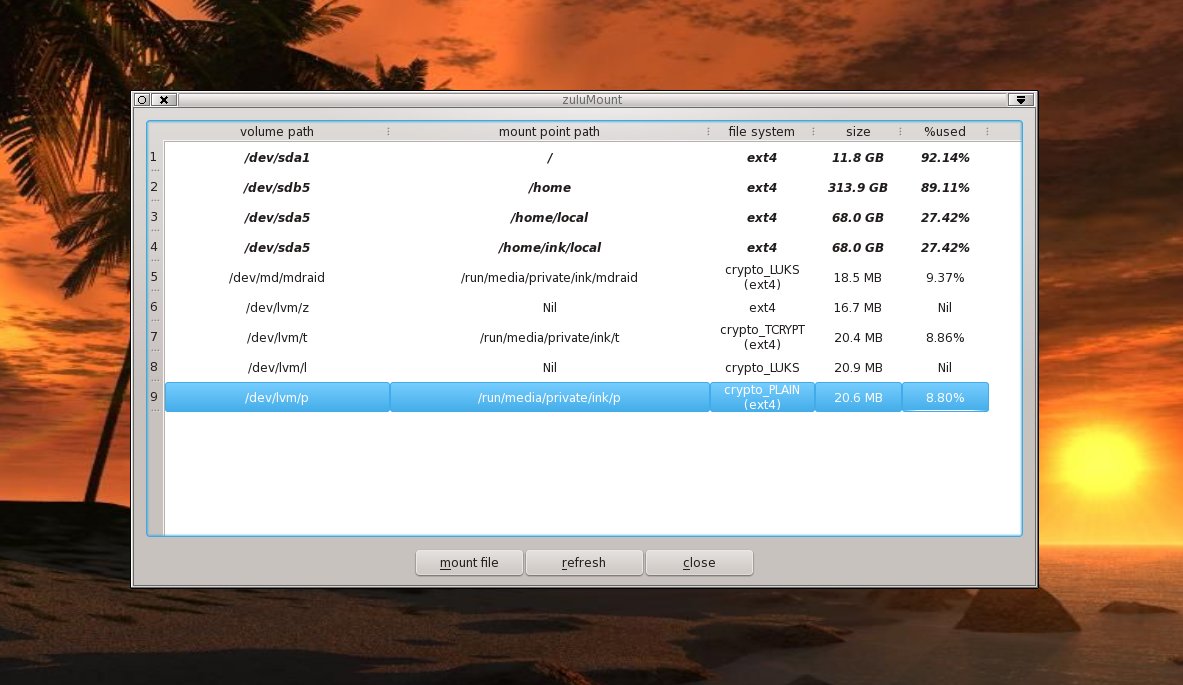 zuluMount
volume path mount point path file system size %used
1 /dev/sda1 / ext4 11.8 GB 92.14%
2 /dev/sdb5 /home ext4 313.9 GB 89.11%
3 /dev/sda5 /home/local ext4 68.0 GB 27.42%
4 /dev/sda5 /home/ink/local ext4 68.0 GB 27.42%
5 /dev/md/mdraid /run/media/private/ink/mdraid crypto_LUKS (ext4) 18.5 MB 9.37%
6 /dev/lvm/z Nil ext4 16.7 MB Nil
7 /dev/lvm/t /run/media/private/ink/t crypto_TCRYPT (ext4) 20.4 MB 8.86%
8 /dev/lvm/l Nil crypto_LUKS 20.9 MB Nil
9 /dev/lvm/p /run/media/private/ink/p crypto_PLAIN (ext4) 20.6 MB 8.80%
mount file refresh close